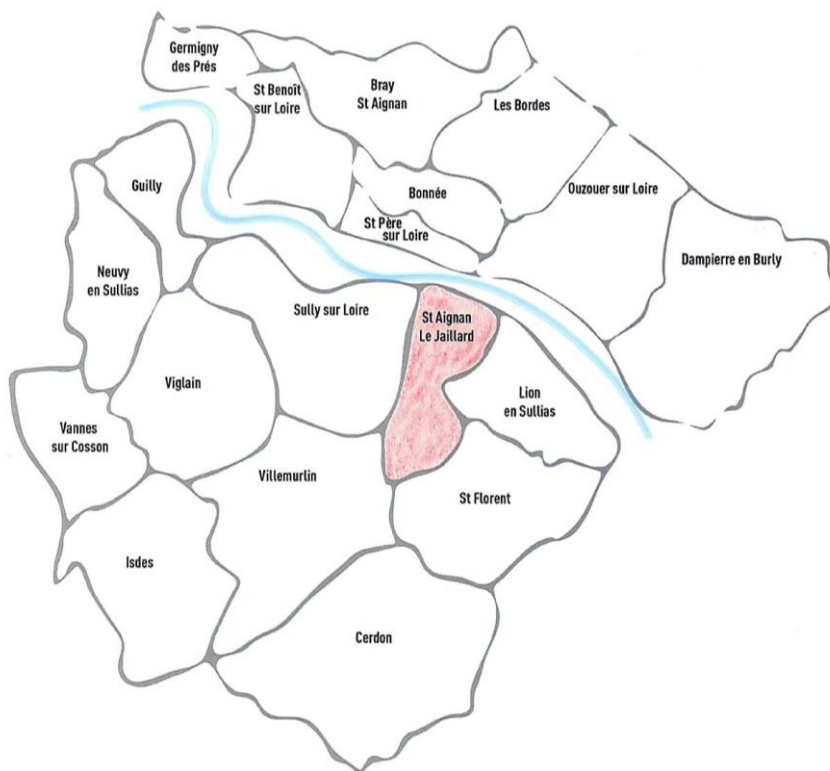 Germigny
des Prés
St Benoît
sur Loire
Bray
St Aignan
Les Bordes
Guilly
Bonnée
Ouzouer sur Loire
St Père
sur Loire
Dampierre en Burly
Neuvy
en Sullias
Sully sur Loire
St Aignan
Le Jaillard
Viglain
Lion
en Sullias
Vannes
sur Cosson
Villemurlin
St Florent
Isdes
Cerdon